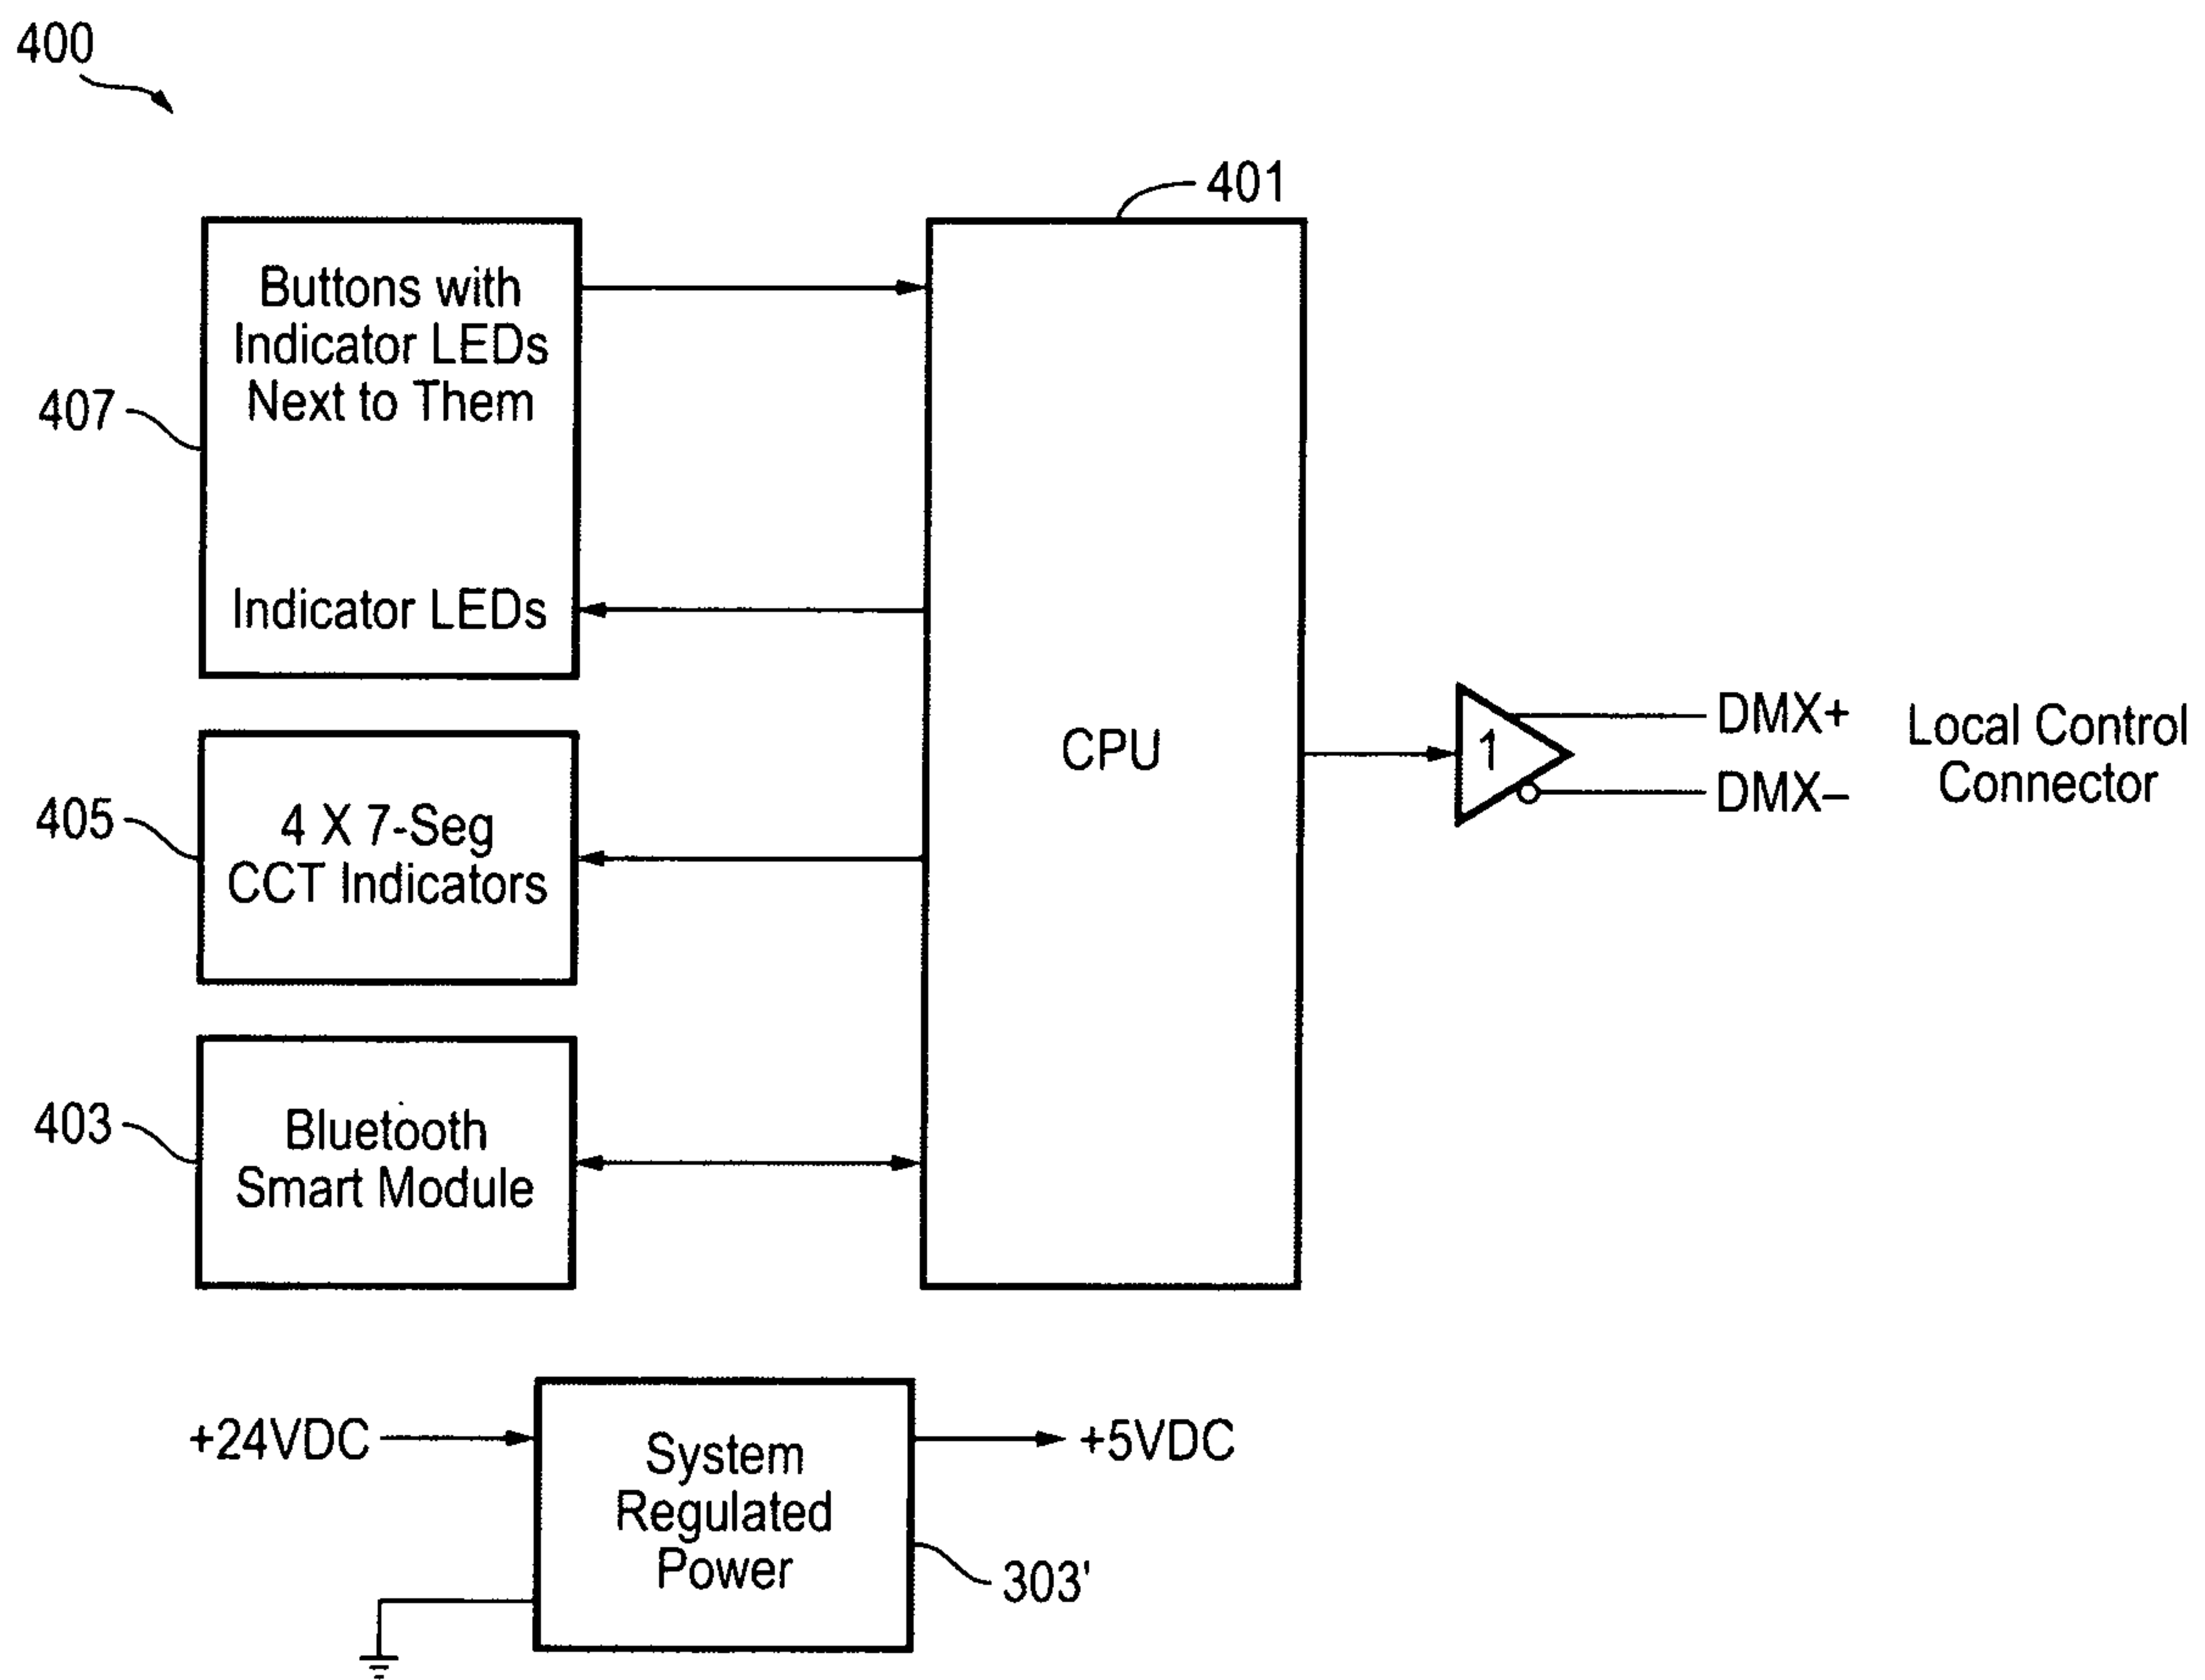 400
401
Buttons with
Indicator LEDs
Next to Them
407
Indicator LEDs
CPU
1
DMX+
DMX–
Local Control
Connector
405
4 X 7-Seg
CCT Indicators
403
Bluetooth
Smart Module
+24VDC
System
Regulated
Power
+5VDC
303'